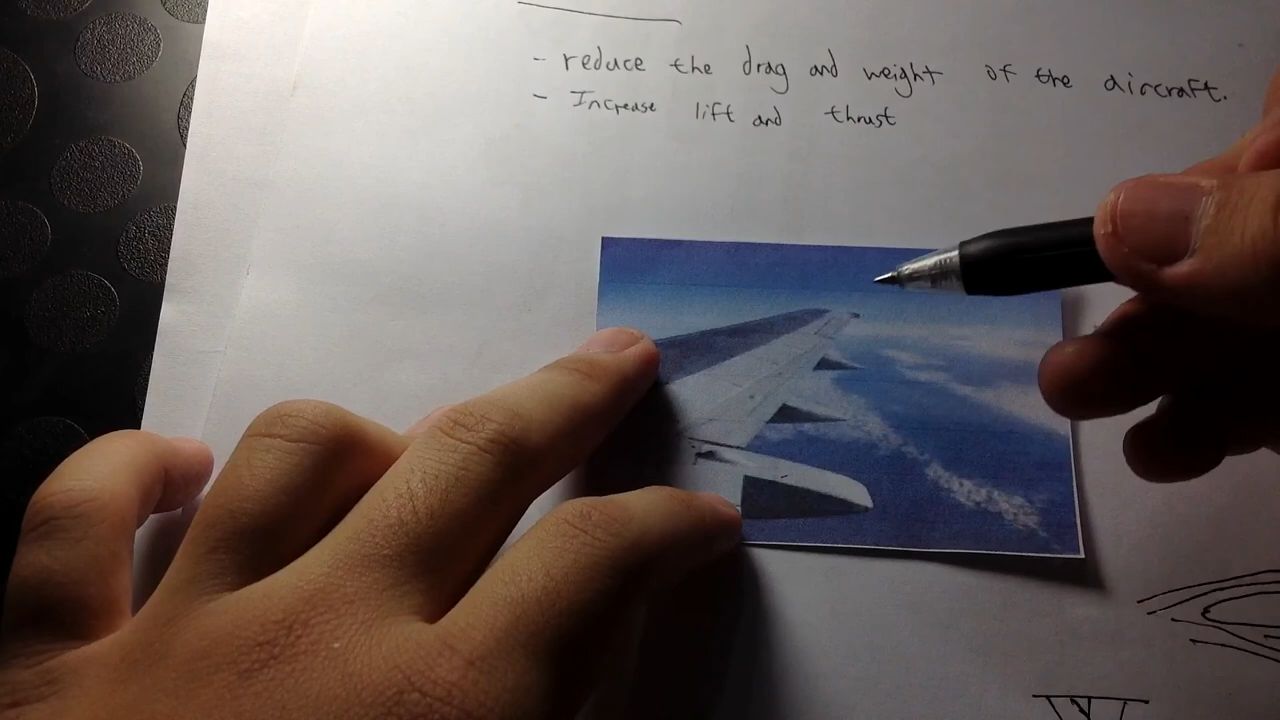 - reduce the drag and weight of the aircraft.
- Increase lift and thrust